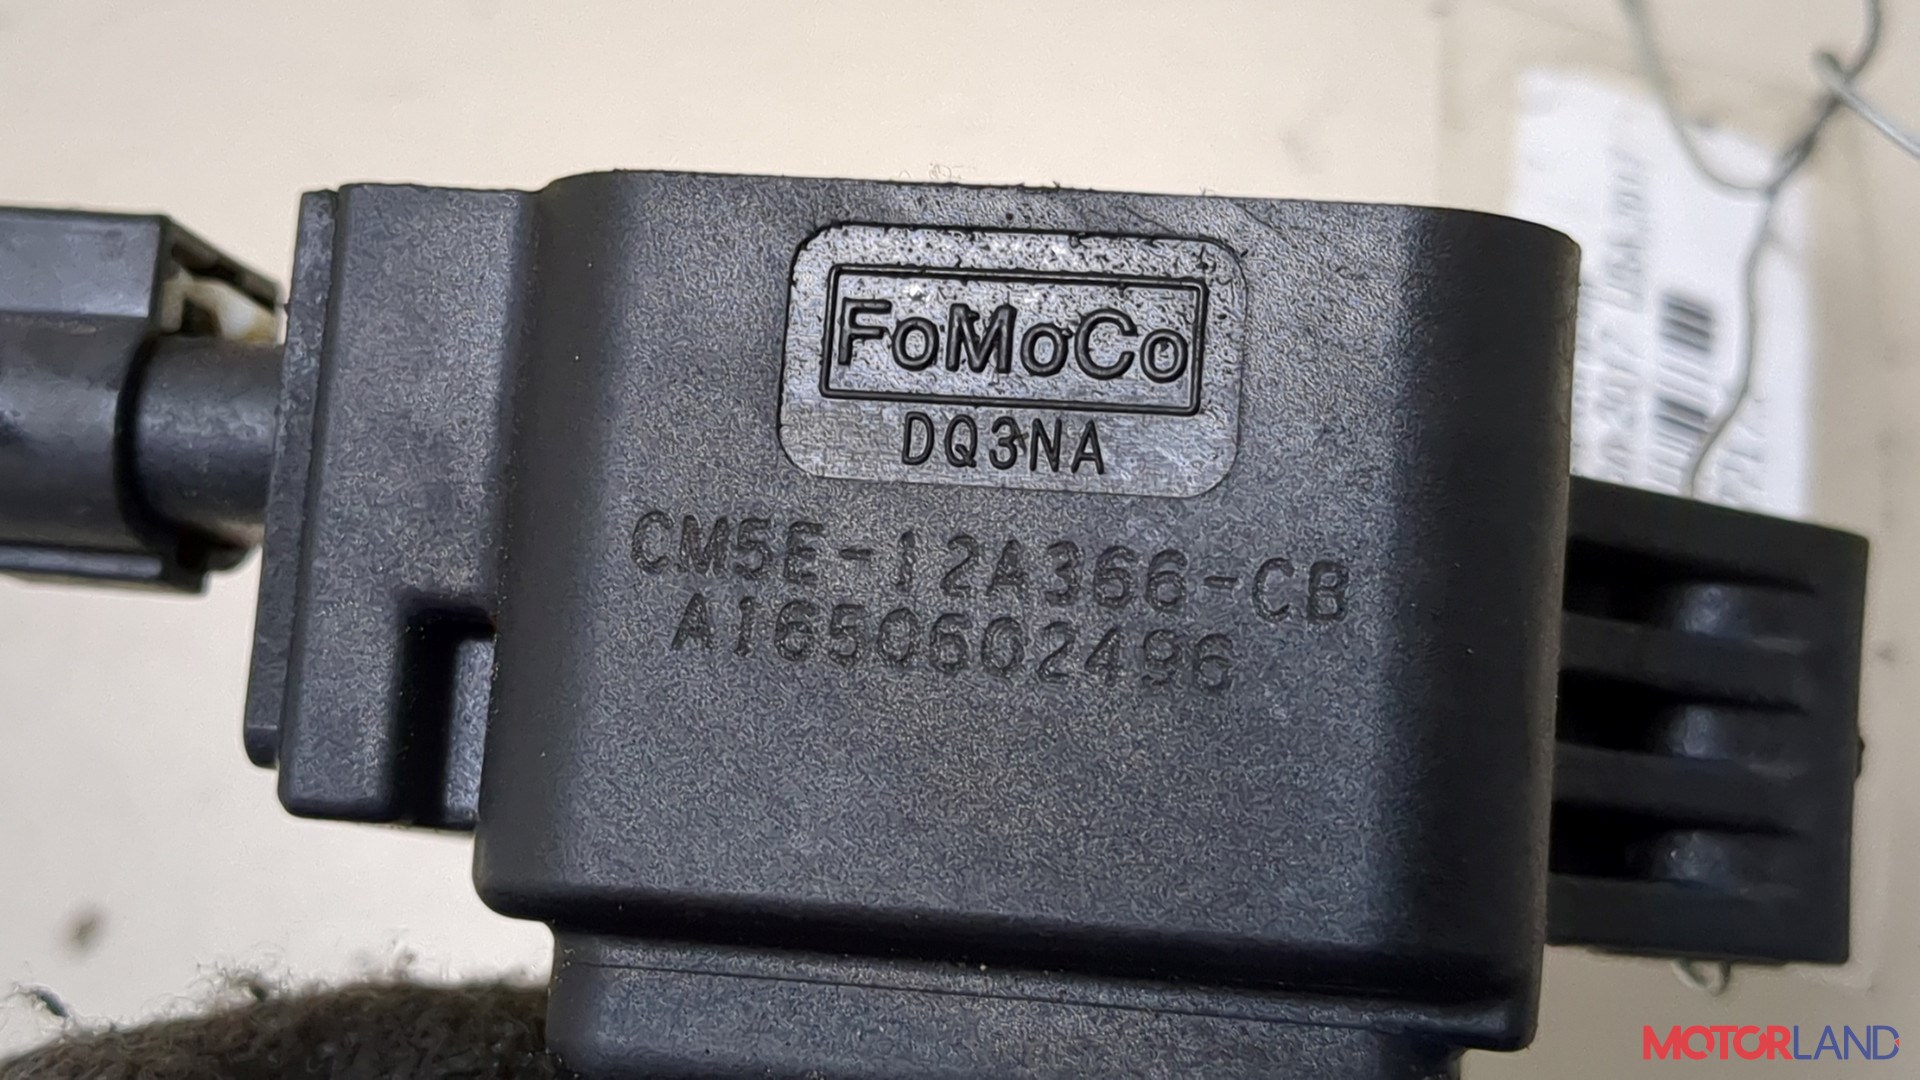 FoMoCo
DQ3NA
CM5E-12A366-CB
A1650602496
MOTORLAND